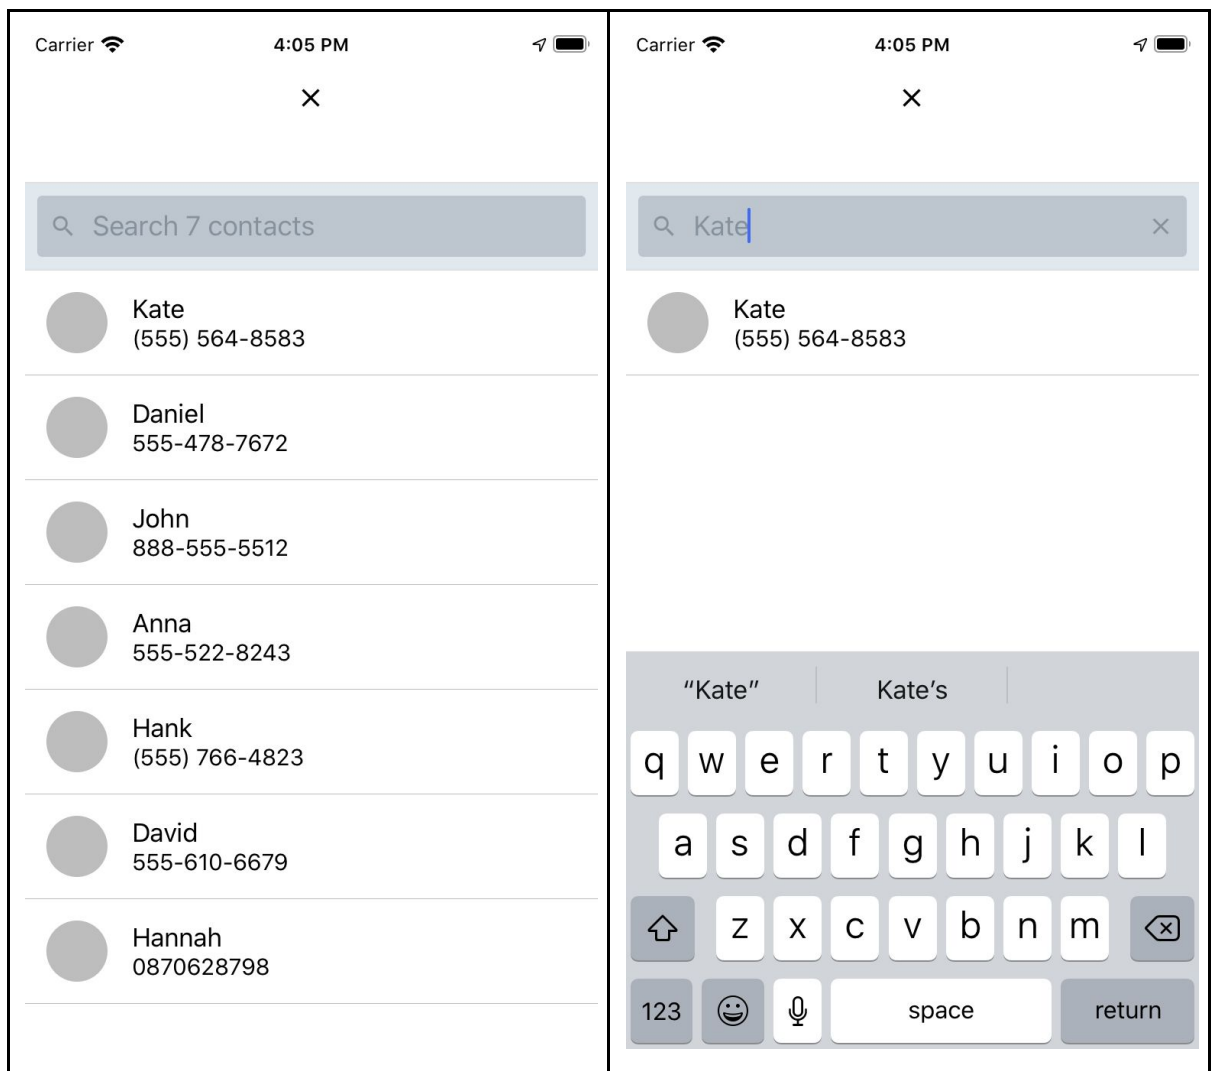 Carrier 4:05 PM
Search 7 contacts
Kate
(555) 564-8583
Daniel
555-478-7672
John
888-555-5512
Anna
555-522-8243
Hank
(555) 766-4823
David
555-610-6679
Hannah
0870628798
Carrier 4:05 PM
Kate
Kate
(555) 564-8583
“Kate” Kate’s
q w e r t y u i o p
a s d f g h j k l
z x c v b n m
123 space return